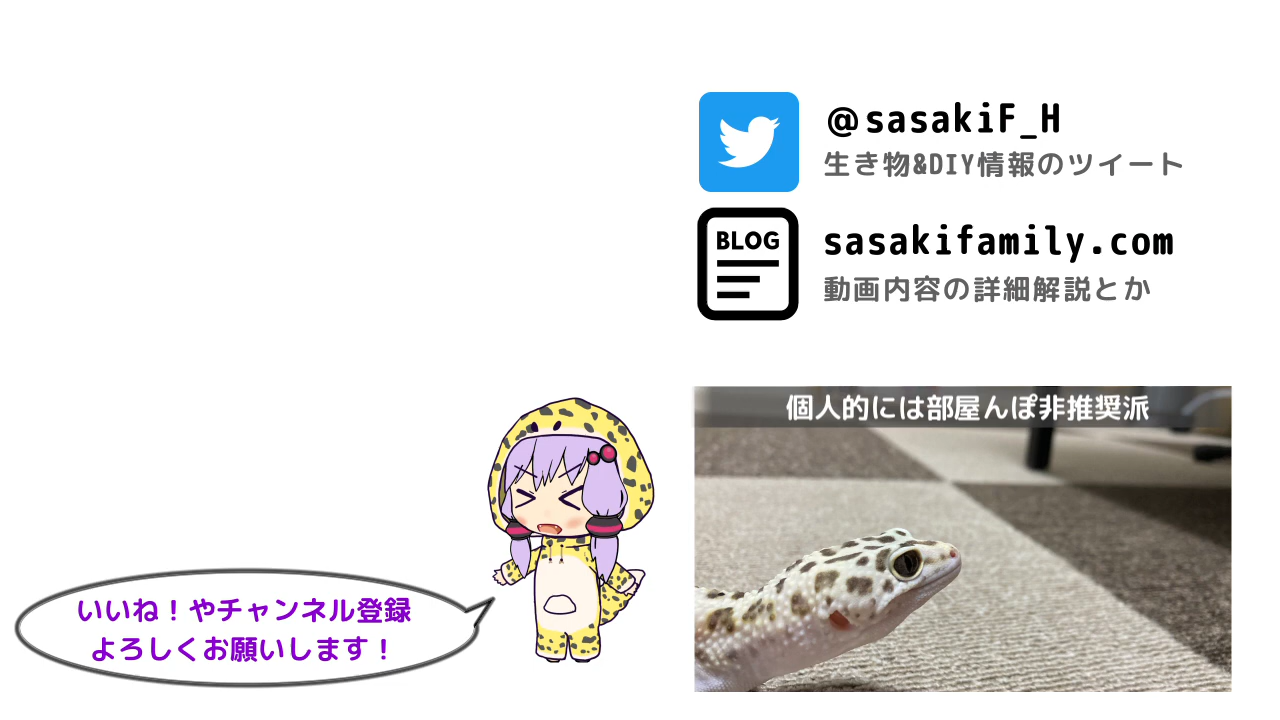 @sasakiF_H
生き物&DIY情報のツイート
BLOG
sasakifamily.com
動画内容の詳細解説とか
個人的には部屋んぽ非推奨派
いいね！やチャンネル登録
よろしくお願いします！